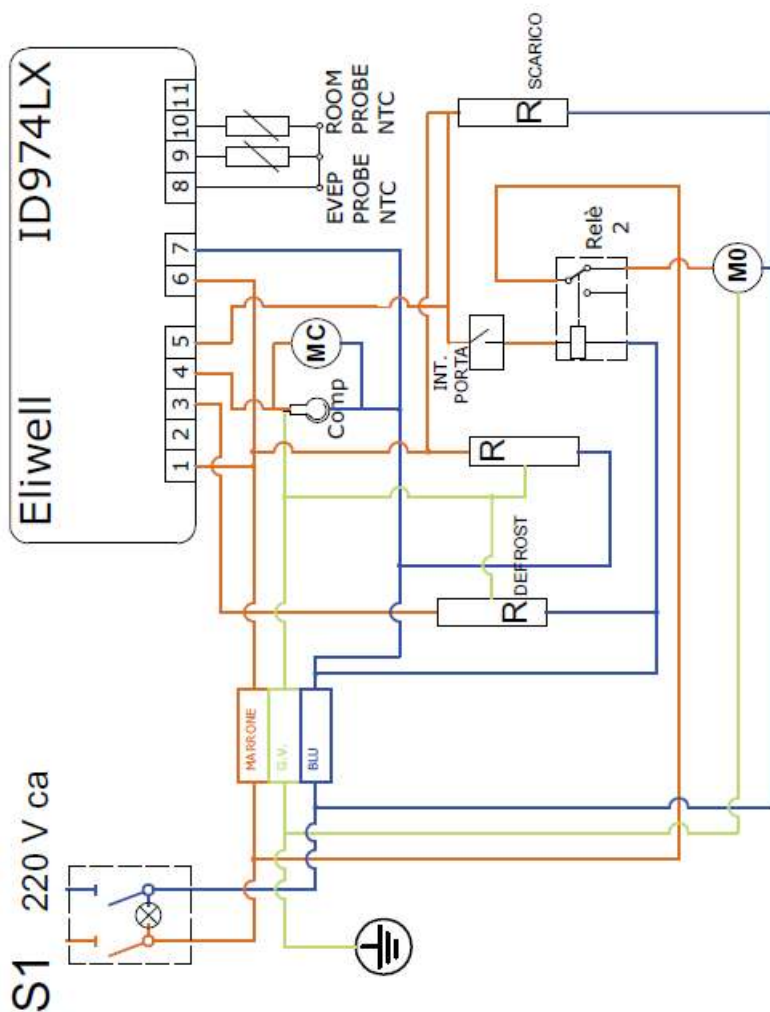 S1 220 V ca
Eliwell ID974LX
1 2 3 4 5 6 7 8 9 10 11
EVEP
PROBE
NTC
ROOM
PROBE
NTC
MARRONE
G.V.
BLU
MC
Comp
R
DEFROST
R
INT.
PORTA
R
SCARICO
Relè
2
M0